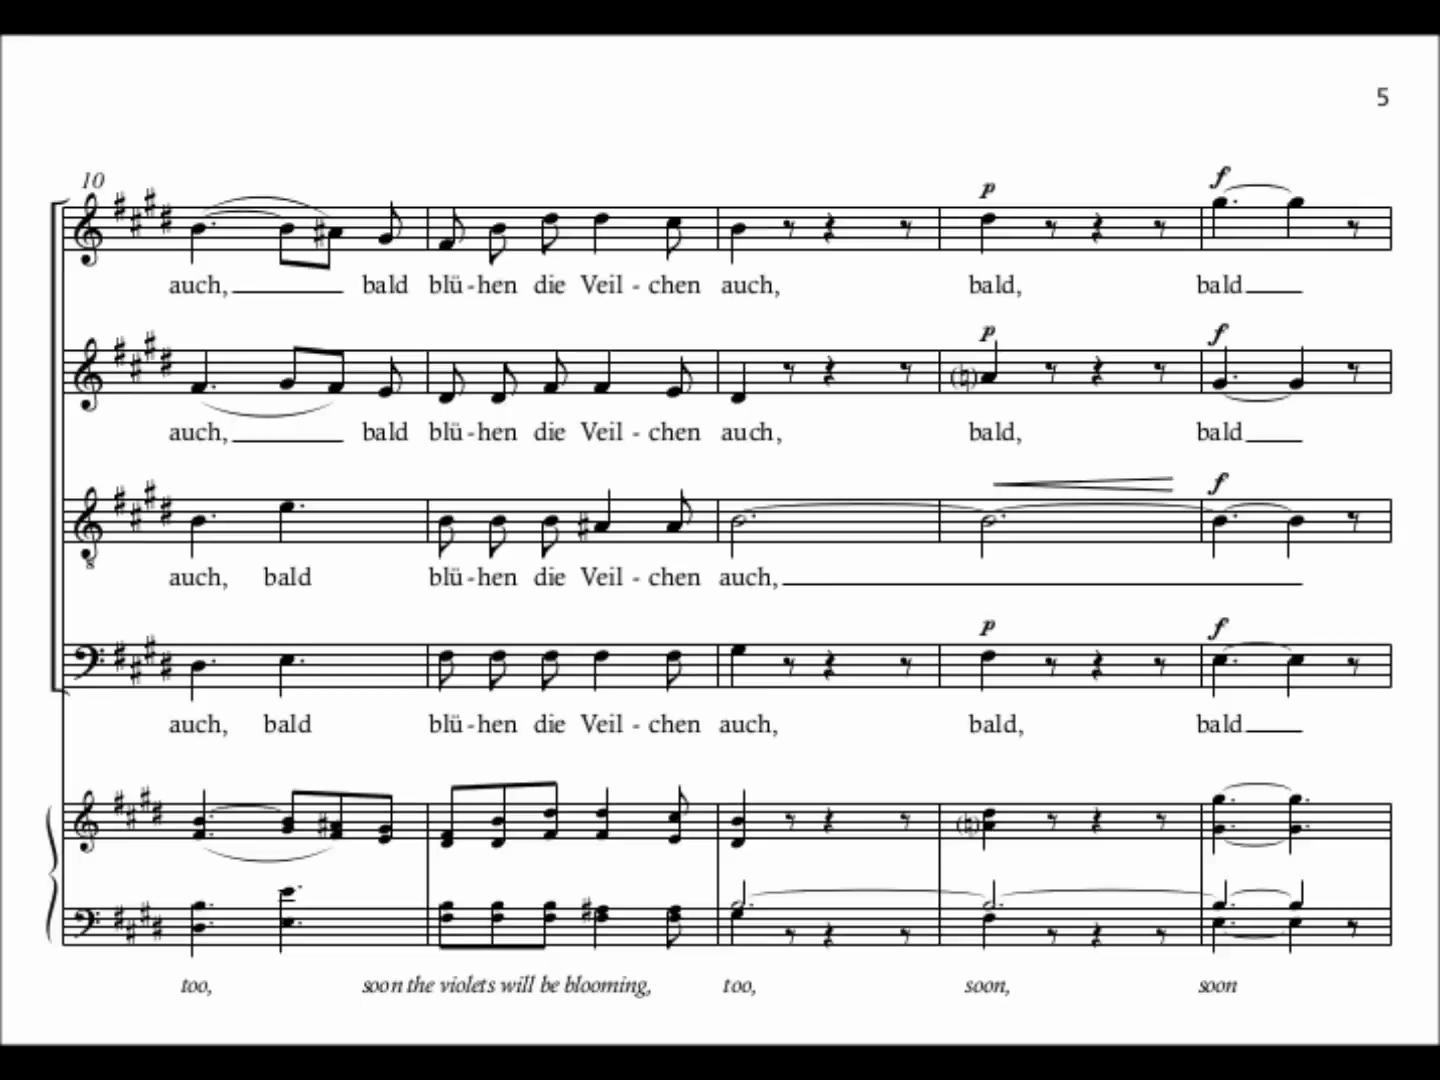 5
10
p f
auch, bald blü-hen die Veil-chen auch, bald, bald
p f
auch, bald blü-hen die Veil-chen auch, bald, bald
f
auch, bald blü-hen die Veil-chen auch,
p f
auch, bald blü-hen die Veil-chen auch, bald, bald
too, soon the violets will be blooming, too, soon, soon